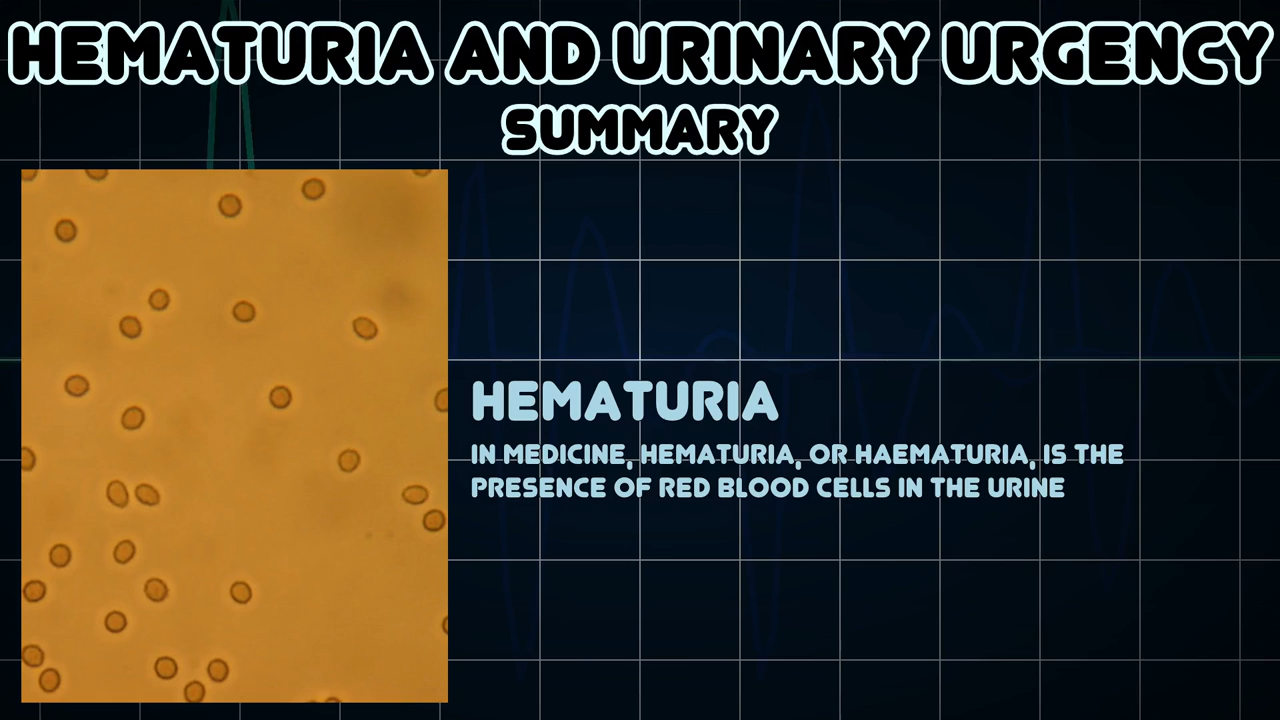 HEMATURIA AND URINARY URGENCY
SUMMARY
HEMATURIA
IN MEDICINE, HEMATURIA, OR HAEMATURIA, IS THE
PRESENCE OF RED BLOOD CELLS IN THE URINE